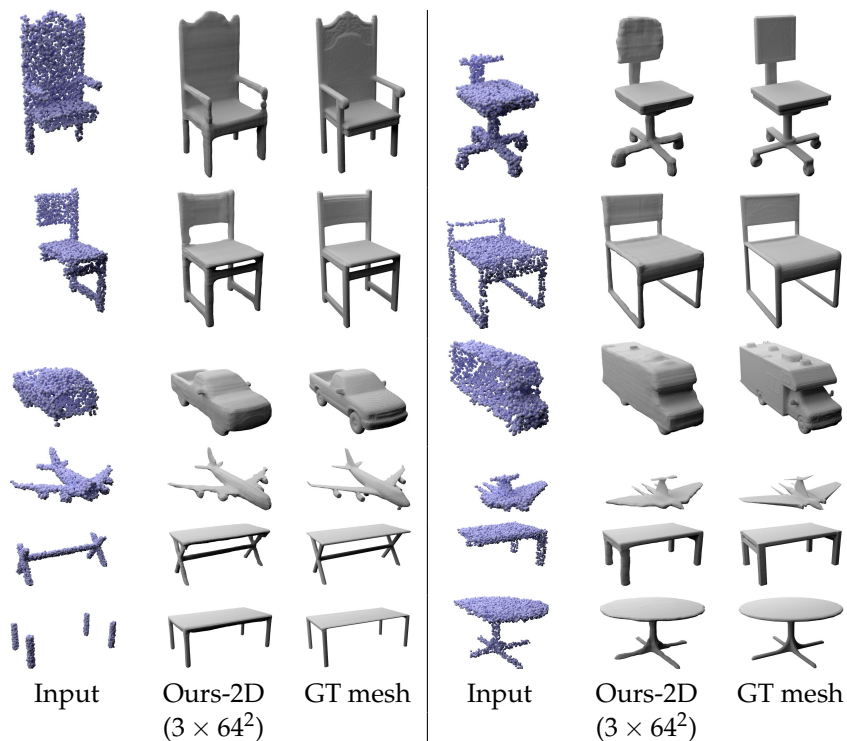 Input Ours-2D GT mesh Input Ours-2D GT mesh
(3 × 64²) (3 × 64²)